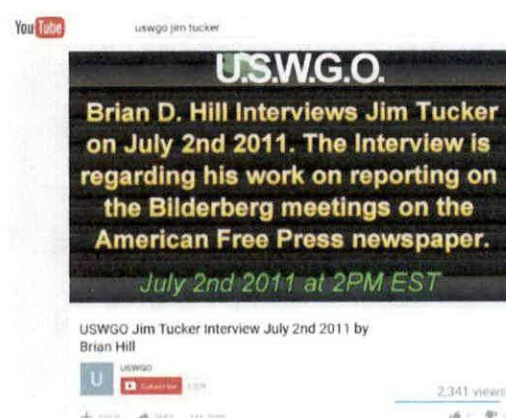 You Tube
uswgo jim tucker
U.S.W.G.O.
Brian D. Hill Interviews Jim Tucker
on July 2nd 2011. The Interview is
regarding his work on reporting on
the Bilderberg meetings on the
American Free Press newspaper.
July 2nd 2011 at 2PM EST
USWGO Jim Tucker Interview July 2nd 2011 by
Brian Hill
U
USWGO
Subscribe
2,341 views